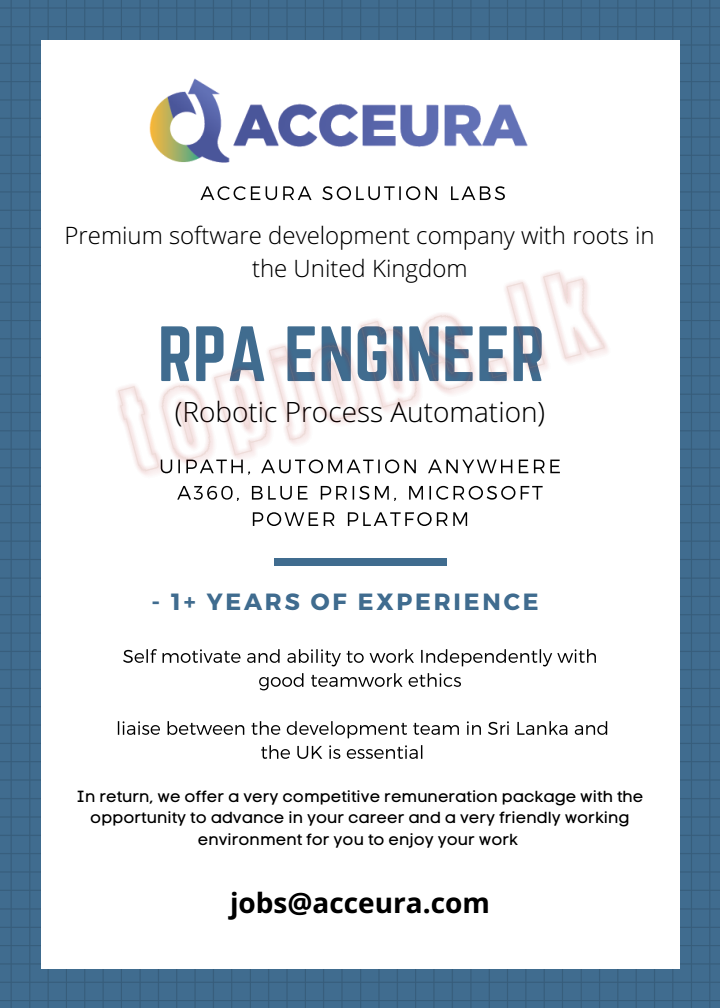 ACCEURA
ACCEURA SOLUTION LABS
Premium software development company with roots in
the United Kingdom
topjobs.lk
RPA ENGINEER
(Robotic Process Automation)
UIPATH, AUTOMATION ANYWHERE
A360, BLUE PRISM, MICROSOFT
POWER PLATFORM
- 1+ YEARS OF EXPERIENCE
Self motivate and ability to work Independently with
good teamwork ethics
liaise between the development team in Sri Lanka and
the UK is essential
In return, we offer a very competitive remuneration package with the
opportunity to advance in your career and a very friendly working
environment for you to enjoy your work
jobs@acceura.com